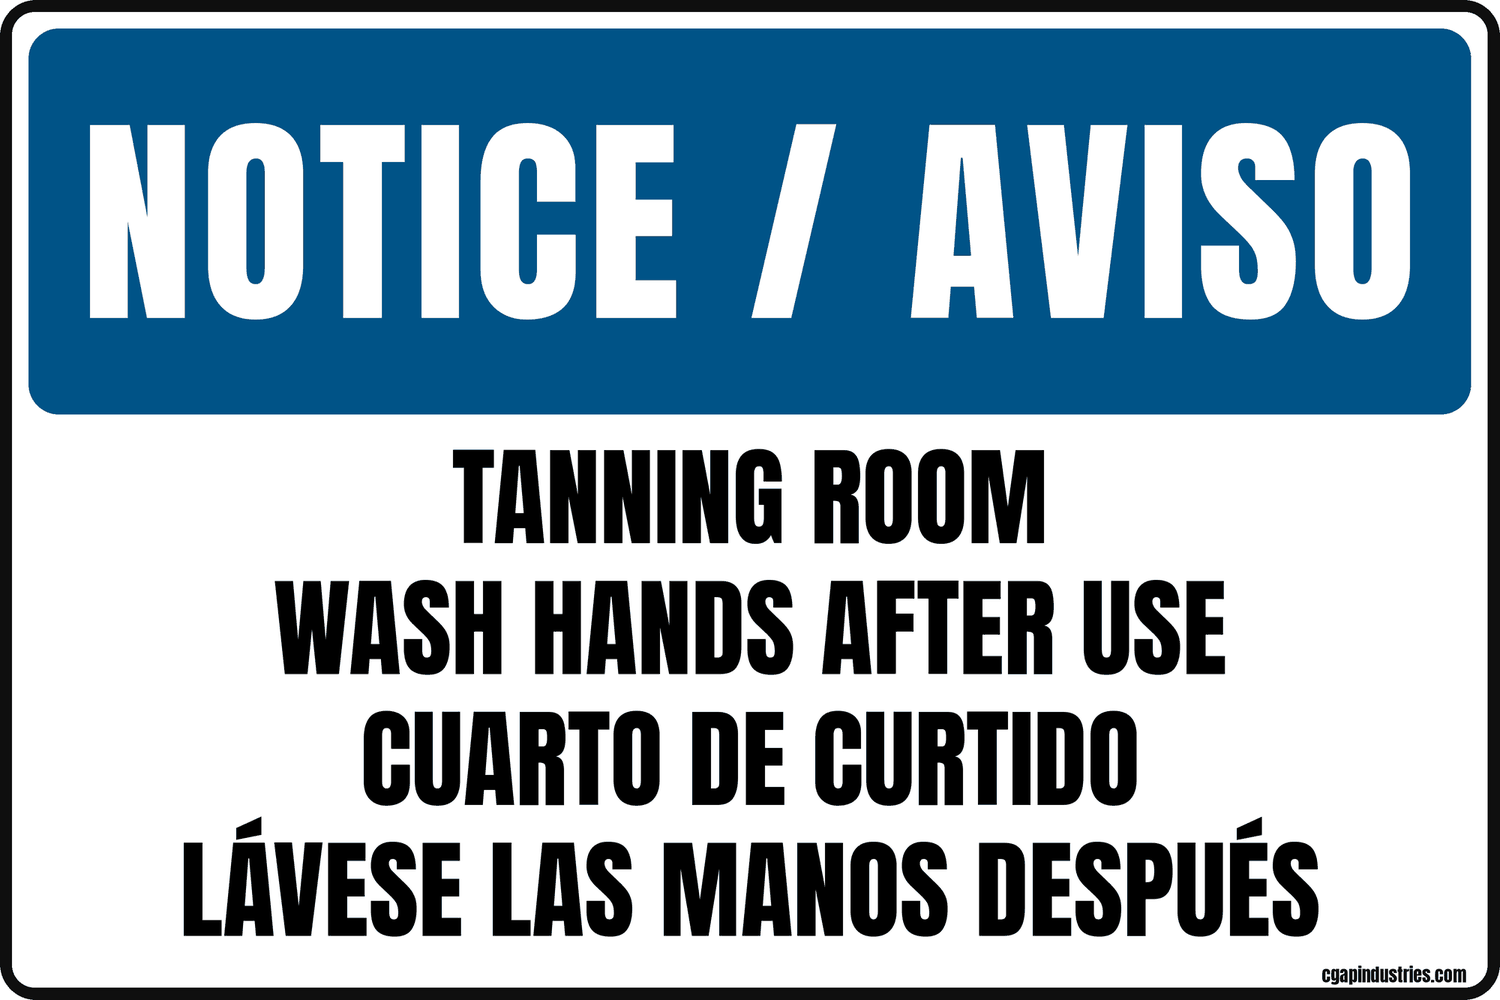 NOTICE / AVISO
TANNING ROOM
WASH HANDS AFTER USE
CUARTO DE CURTIDO
LÁVESE LAS MANOS DESPUÉS
cgapindustries.com